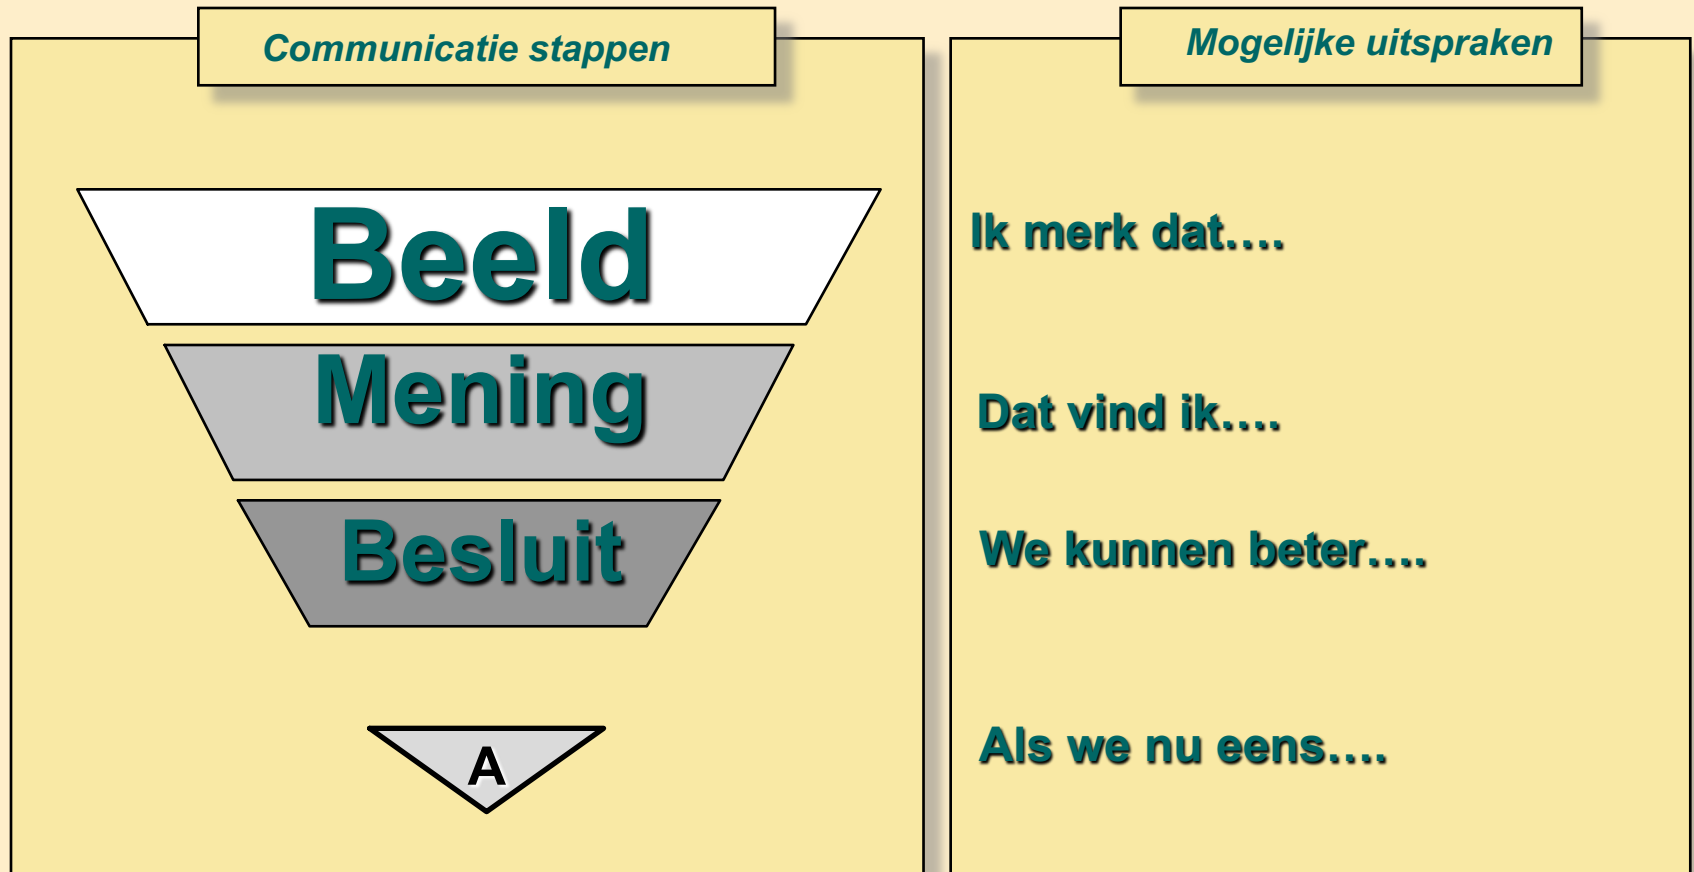 Communicatie stappen
Beeld
Mening
Besluit
A
Mogelijke uitspraken
Ik merk dat….
Dat vind ik….
We kunnen beter….
Als we nu eens….